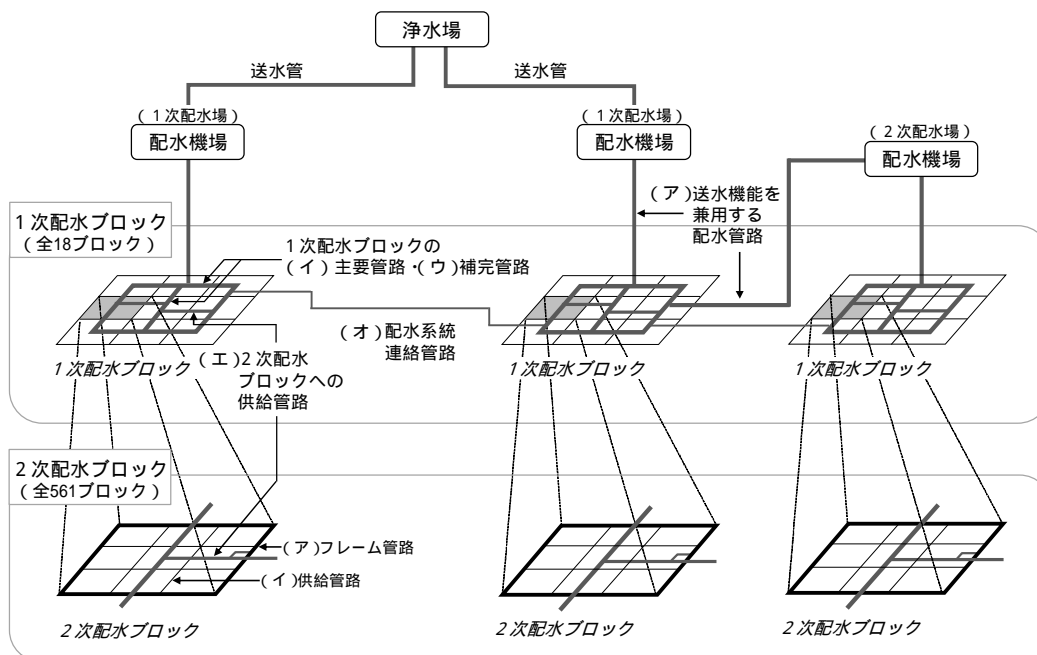 浄水場
送水管
送水管
(1次配水場)
配水機場
(1次配水場)
配水機場
(2次配水場)
配水機場
(ア)送水機能を
兼用する
配水管路
1次配水ブロック
(全18ブロック)
1次配水ブロックの
(イ)主要管路・(ウ)補完管路
(オ)配水系統
連絡管路
1次配水ブロック
(エ)2次配水
ブロックへの
供給管路
1次配水ブロック
1次配水ブロック
2次配水ブロック
(全561ブロック)
(ア)フレーム管路
(イ)供給管路
2次配水ブロック
2次配水ブロック
2次配水ブロック